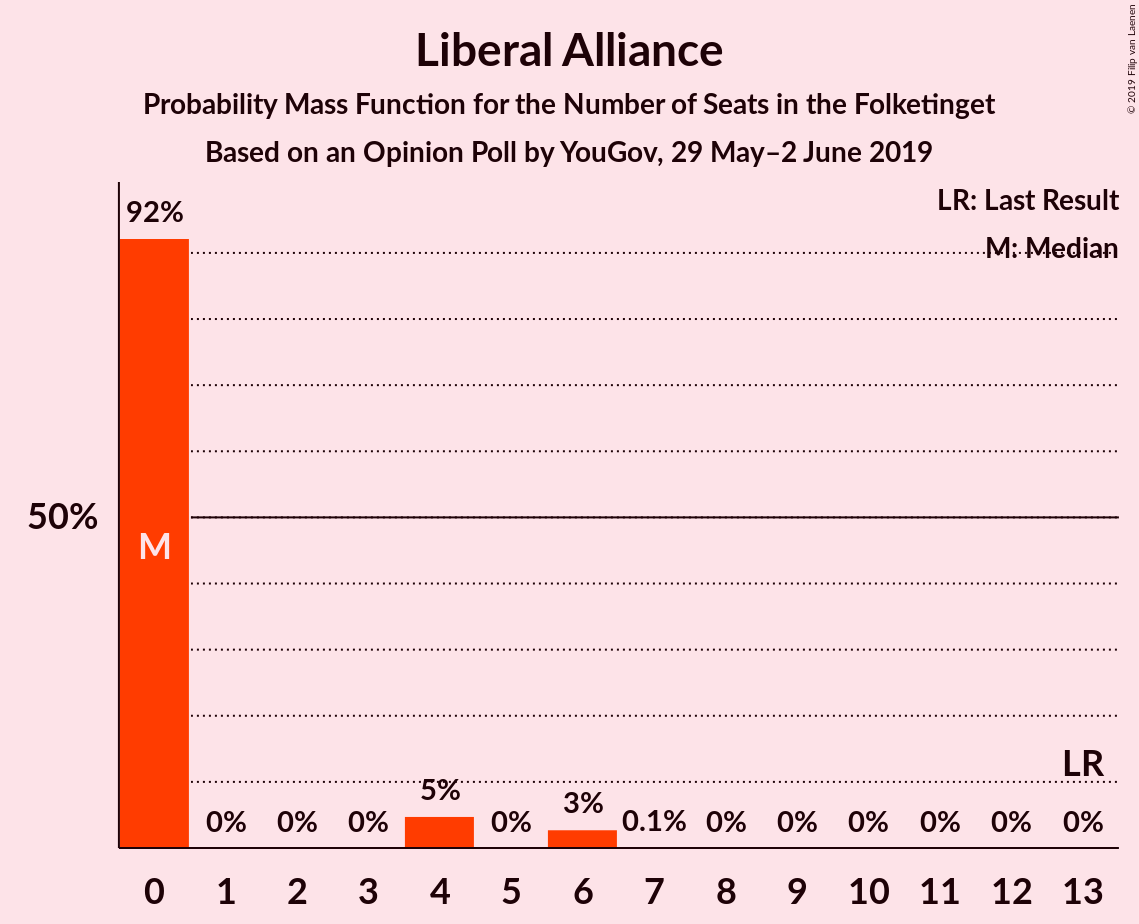 Liberal Alliance
Probability Mass Function for the Number of Seats in the Folketinget
Based on an Opinion Poll by YouGov, 29 May–2 June 2019
© 2019 Filip van Laenen
LR: Last Result
M: Median
92%
50%
M
LR
0% 0% 0% 5% 0% 3% 0.1% 0% 0% 0% 0% 0% 0%
0 1 2 3 4 5 6 7 8 9 10 11 12 13